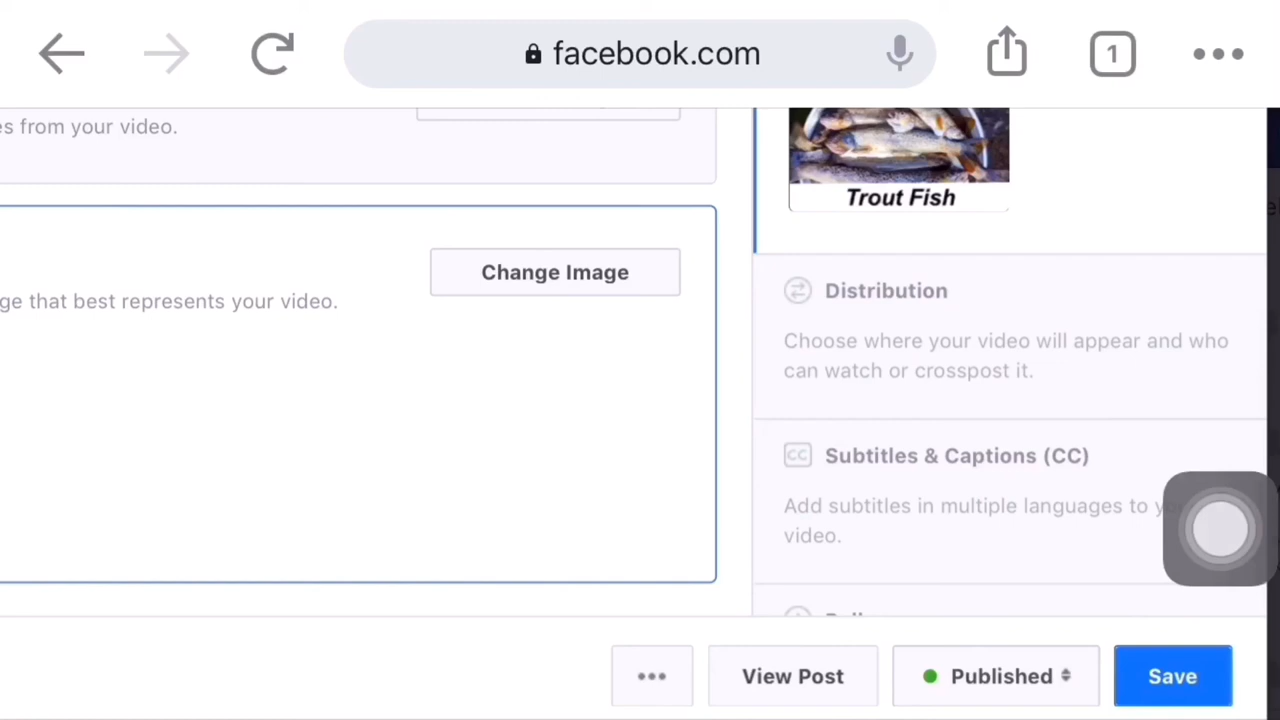 facebook.com
1
es from your video.
Change Image
ge that best represents your video.
Trout Fish
Distribution
Choose where your video will appear and who
can watch or crosspost it.
CC
Subtitles & Captions (CC)
Add subtitles in multiple languages to
video.
View Post
Published
Save